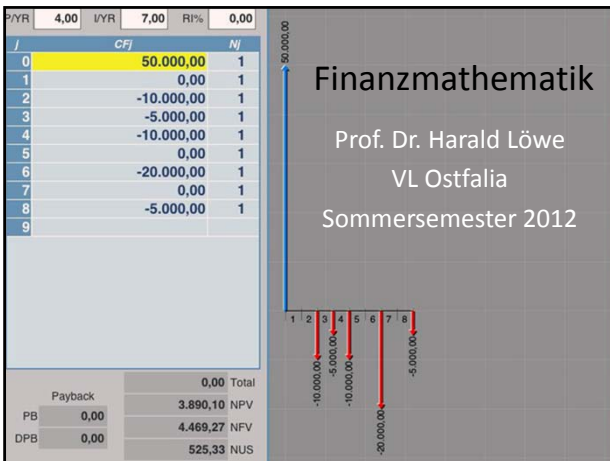 P/YR 4,00 I/YR 7,00 RI% 0,00
j CFj Nj
0 50.000,00 1
1 0,00 1
2 -10.000,00 1
3 -5.000,00 1
4 -10.000,00 1
5 0,00 1
6 -20.000,00 1
7 0,00 1
8 -5.000,00 1
9
0,00 Total
Payback
3.890,10 NPV
PB 0,00
4.469,27 NFV
DPB 0,00
525,33 NUS
50.000,00
Finanzmathematik
Prof. Dr. Harald Löwe
VL Ostfalia
Sommersemester 2012
1 2 3 4 5 6 7 8
-10.000,00
-5.000,00
-10.000,00
-20.000,00
-5.000,00